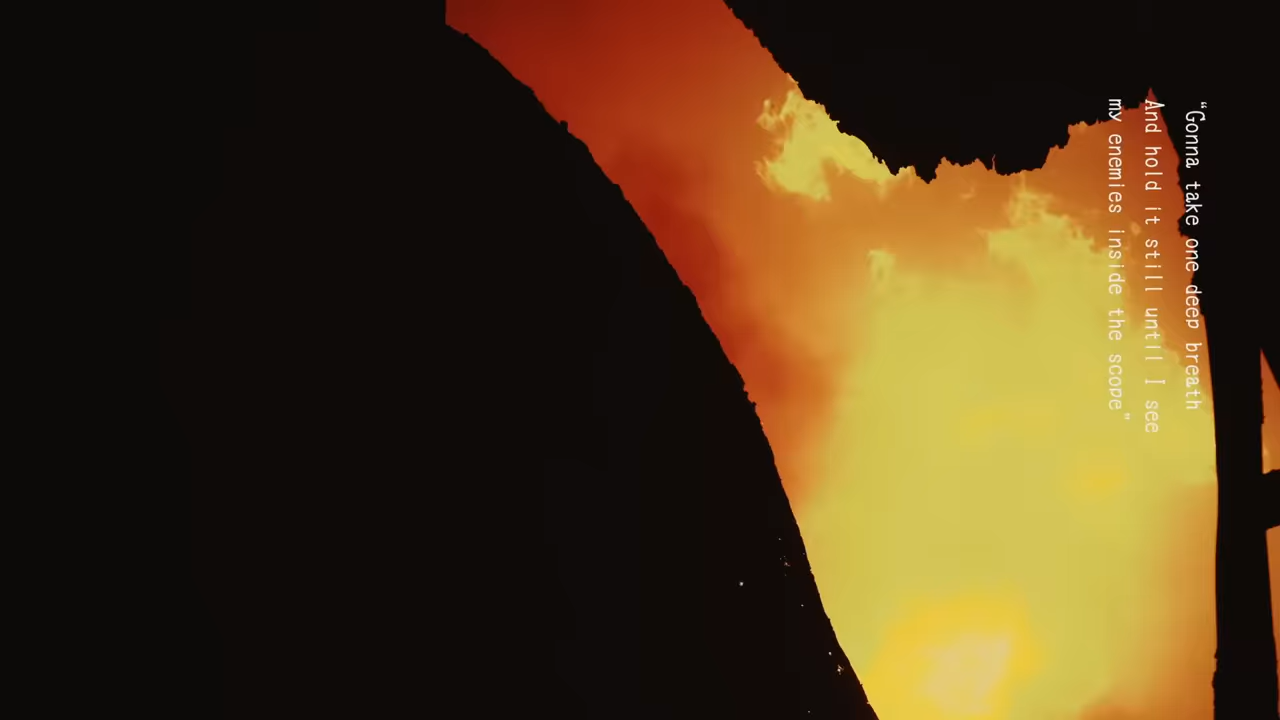 “Gonna take one deep breath
And hold it still until I see
my enemies inside the scope”